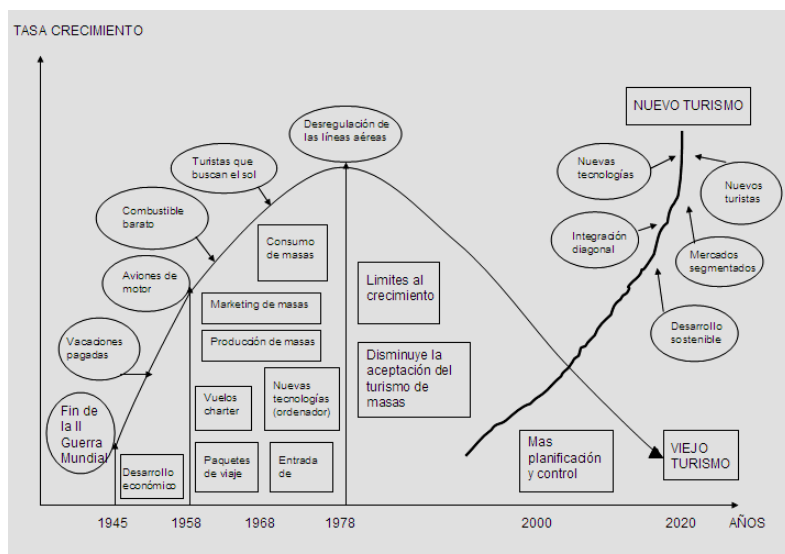 TASA CRECIMIENTO
NUEVO TURISMO
Desregulación de
las líneas aéreas
Turistas que
buscan el sol
Nuevas
tecnologías
Nuevos
turistas
Combustible
barato
Consumo
de masas
Integración
diagonal
Mercados
segmentados
Aviones de
motor
Limites al
crecimiento
Marketing de masas
Desarrollo
sostenible
Vacaciones
pagadas
Producción de masas
Disminuye la
aceptación del
turismo de
masas
Vuelos
charter
Nuevas
tecnologías
(ordenador)
Fin de
la II
Guerra
Mundial
Desarrollo
económico
Paquetes
de viaje
Entrada
de
Mas
planificación
y control
VIEJO
TURISMO
1945
1958
1968
1978
2000
2020
AÑOS